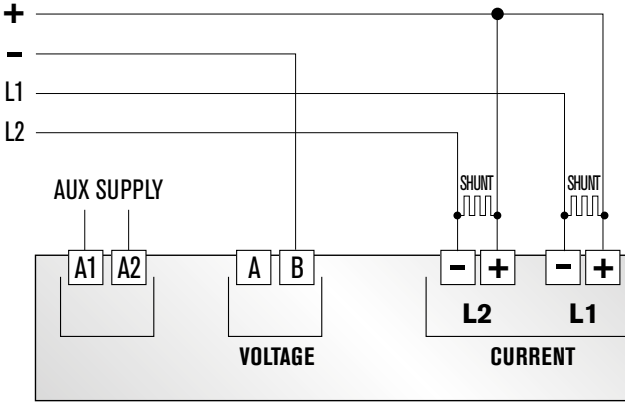 +
-
L1
L2
SHUNT SHUNT
AUX SUPPLY
A1 A2 A B - + - +
L2 L1
VOLTAGE CURRENT